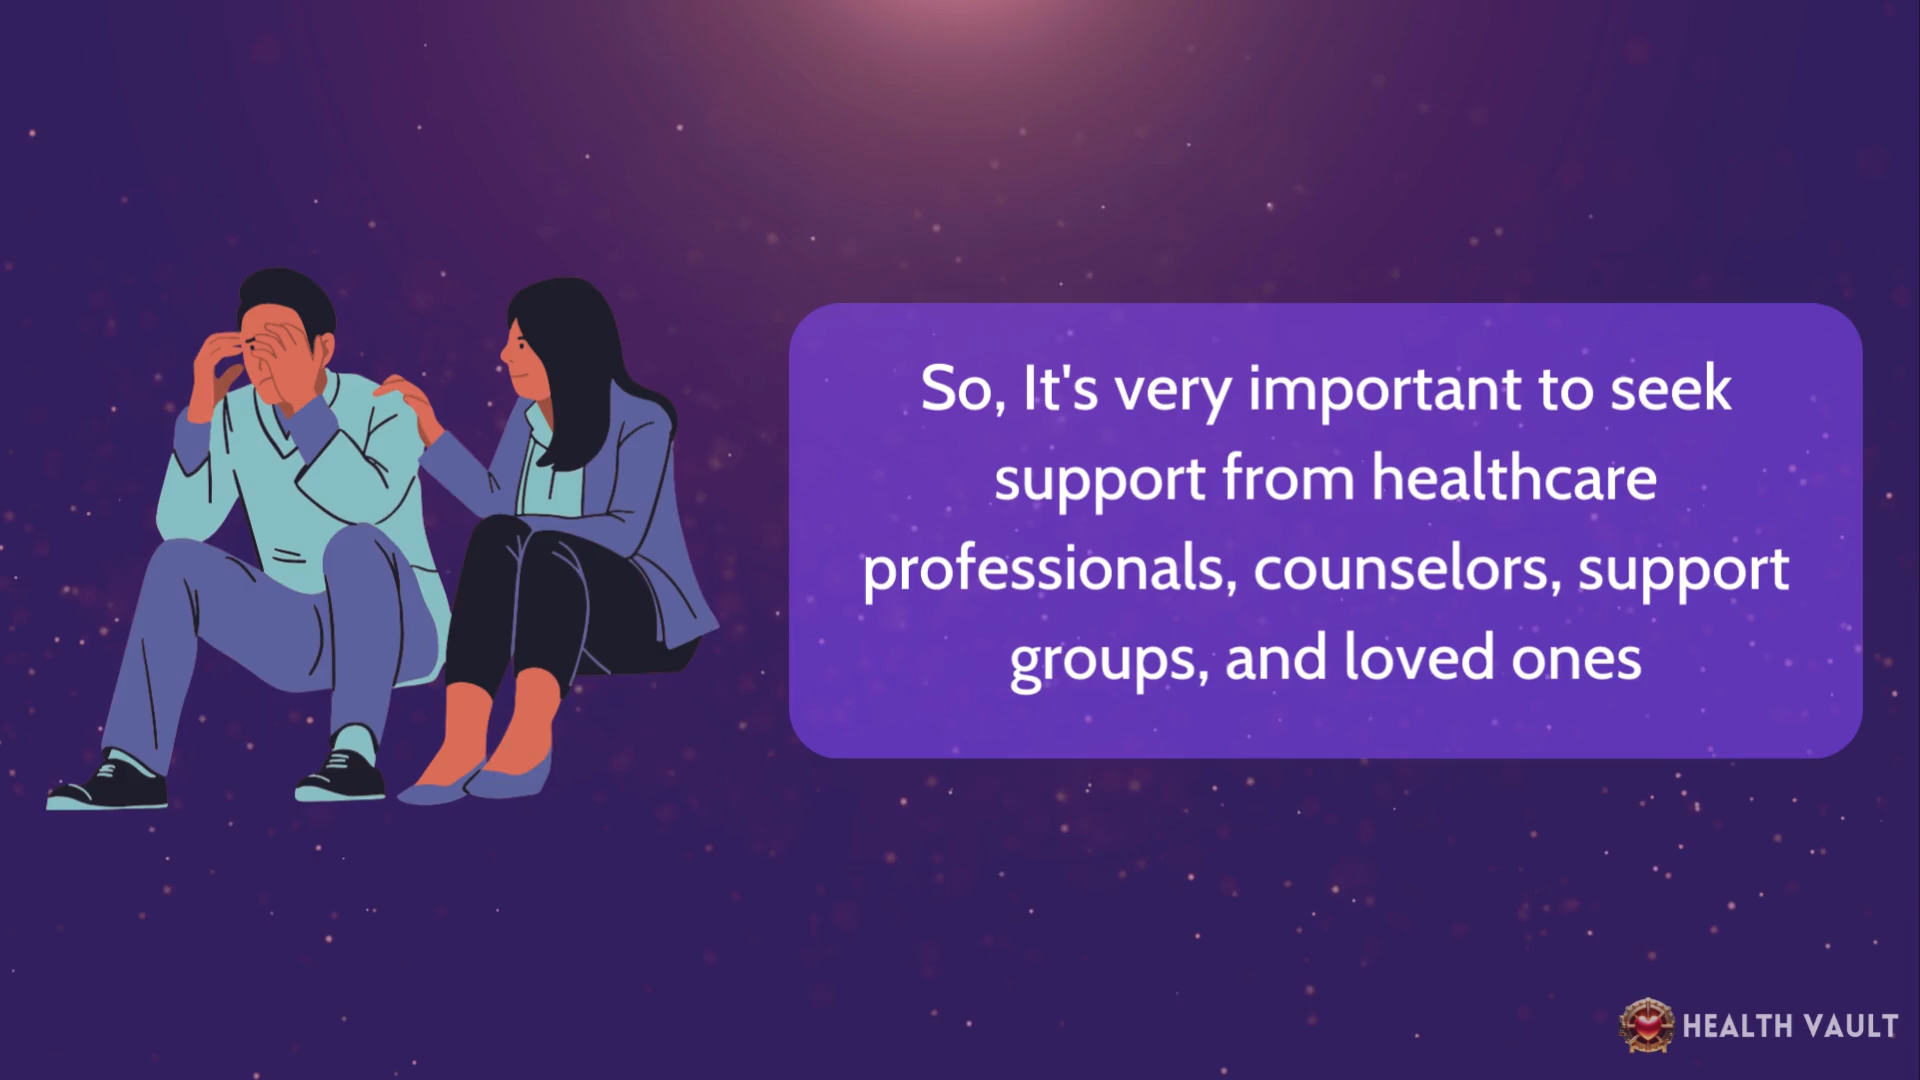 So, It's very important to seek
support from healthcare
professionals, counselors, support
groups, and loved ones
HEALTH VAULT